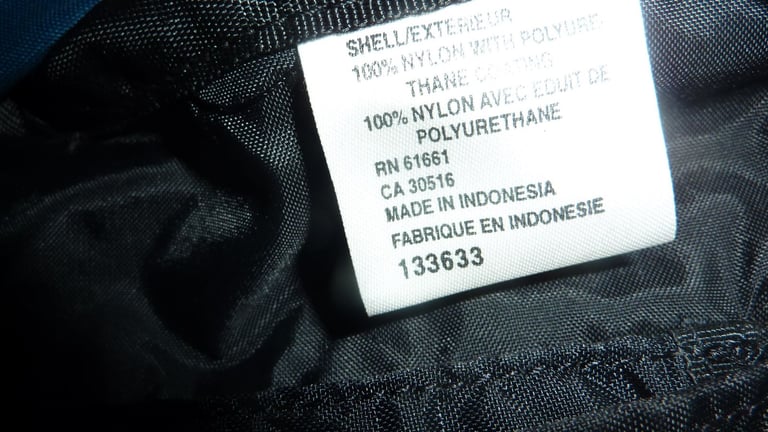 SHELL/EXTERIEUR
100% NYLON WITH POLYURE-
THANE COATING
100% NYLON AVEC EDUIT DE
POLYURETHANE
RN 61661
CA 30516
MADE IN INDONESIA
FABRIQUE EN INDONESIE
133633